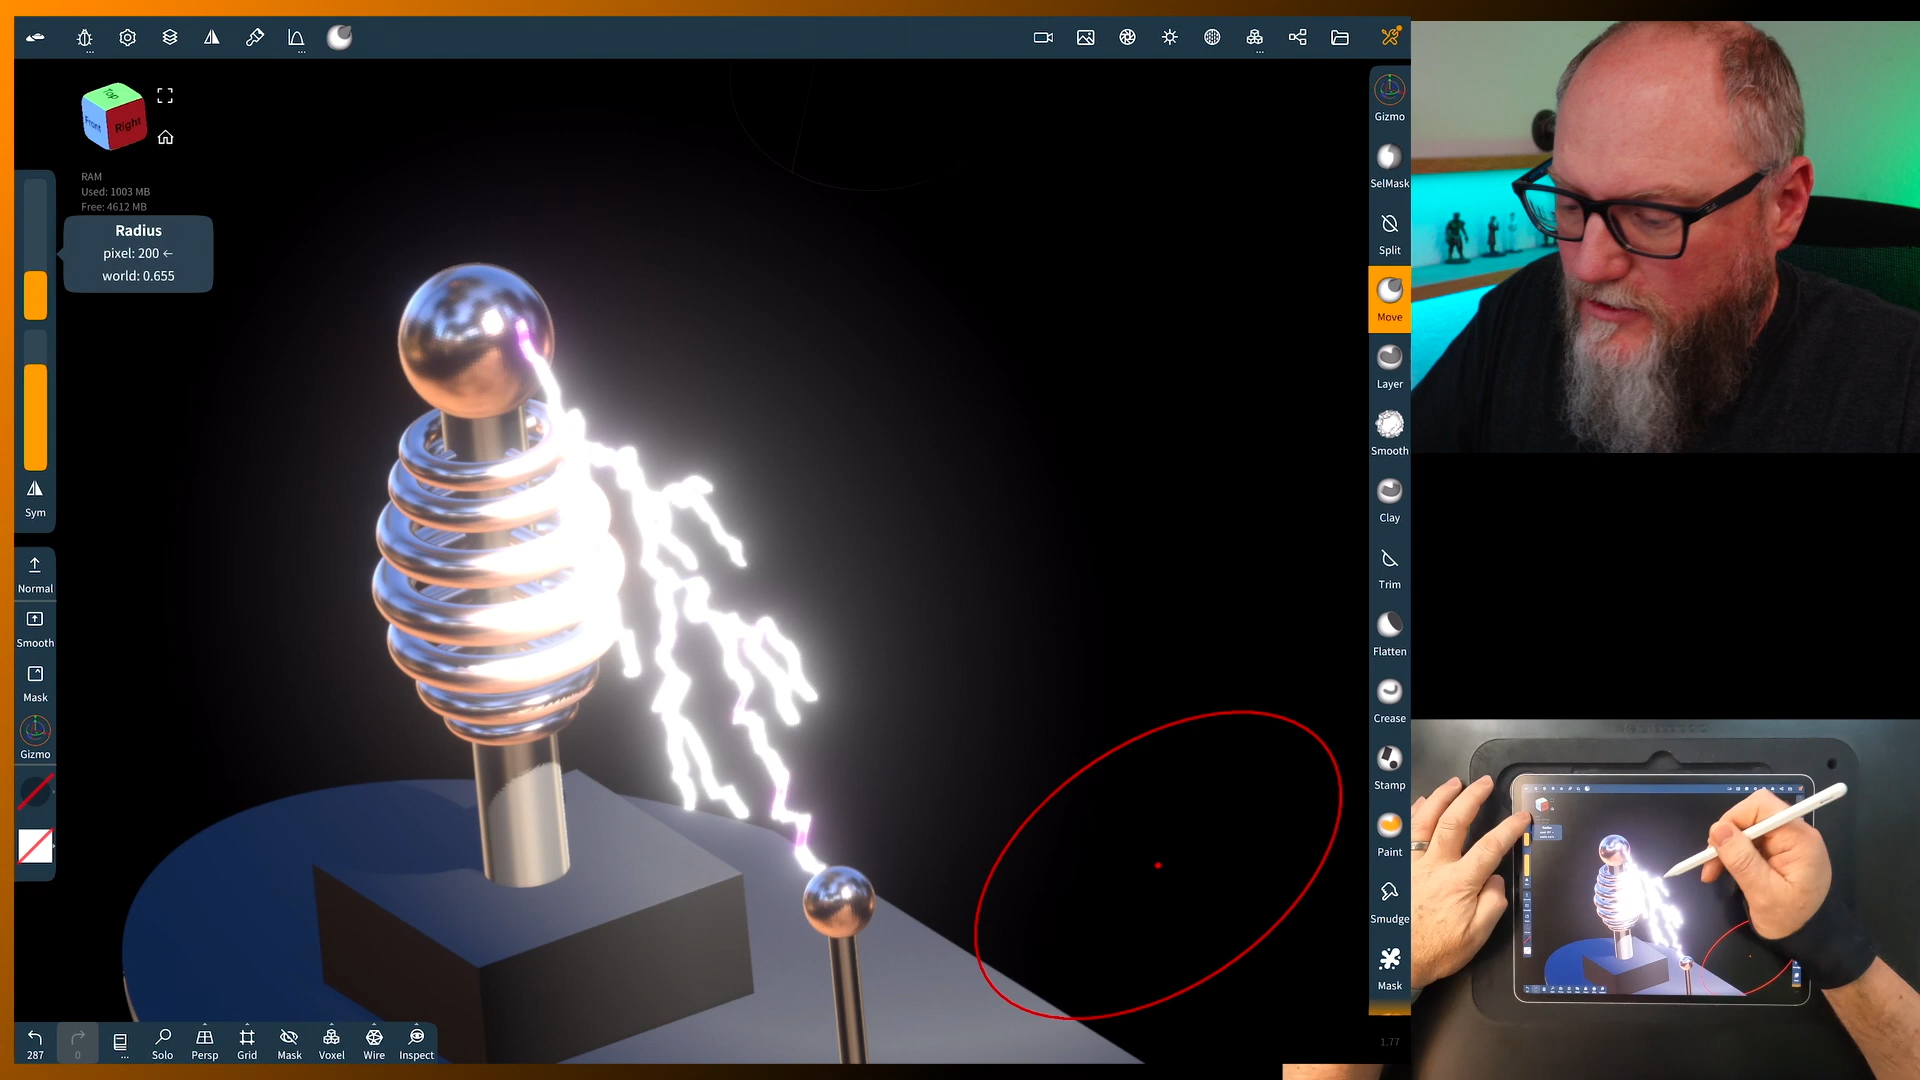 Top
Front
Right
RAM
Used: 1003 MB
Free: 4612 MB
Radius
pixel: 200 ←
world: 0.655
Sym
Normal
Smooth
Mask
Gizmo
287
0
...
Solo
Persp
Grid
Mask
Voxel
Wire
Inspect
Gizmo
SelMask
Split
Move
Layer
Smooth
Clay
Trim
Flatten
Crease
Stamp
Paint
Smudge
Mask
1.77